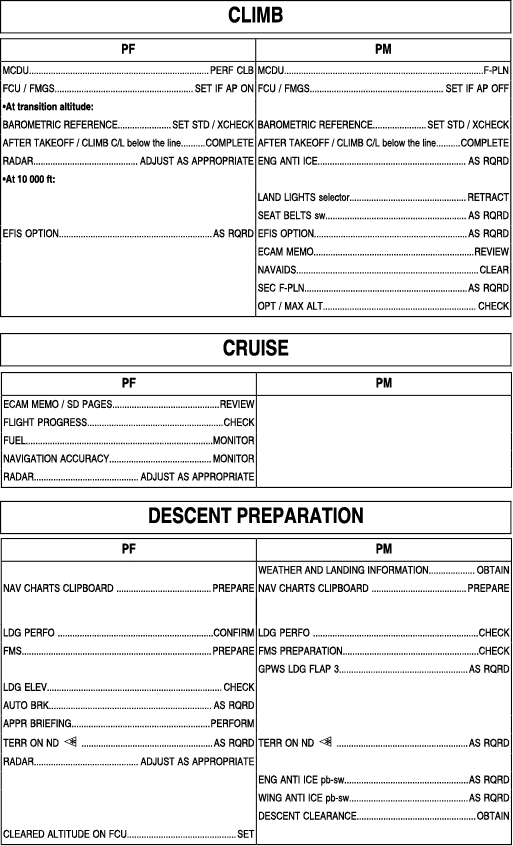 CLIMB
PF PM
MCDU................PERF CLB MCDU................F-PLN
FCU / FMGS................SET IF AP ON FCU / FMGS................SET IF AP OFF
•At transition altitude:
BAROMETRIC REFERENCE................SET STD / XCHECK BAROMETRIC REFERENCE................SET STD / XCHECK
AFTER TAKEOFF / CLIMB C/L below the line.........COMPLETE AFTER TAKEOFF / CLIMB C/L below the line.........COMPLETE
RADAR................ADJUST AS APPROPRIATE ENG ANTI ICE................AS RQRD
•At 10 000 ft:
LAND LIGHTS selector................RETRACT
SEAT BELTS sw................AS RQRD
EFIS OPTION................AS RQRD EFIS OPTION................AS RQRD
ECAM MEMO................REVIEW
NAVAIDS................CLEAR
SEC F-PLN................AS RQRD
OPT / MAX ALT................CHECK
CRUISE
PF PM
ECAM MEMO / SD PAGES................REVIEW
FLIGHT PROGRESS................CHECK
FUEL................MONITOR
NAVIGATION ACCURACY................MONITOR
RADAR................ADJUST AS APPROPRIATE
DESCENT PREPARATION
PF PM
WEATHER AND LANDING INFORMATION................OBTAIN
NAV CHARTS CLIPBOARD ................PREPARE NAV CHARTS CLIPBOARD ................PREPARE
LDG PERFO ................CONFIRM LDG PERFO ................CHECK
FMS................PREPARE FMS PREPARATION................CHECK
GPWS LDG FLAP 3................AS RQRD
LDG ELEV................CHECK
AUTO BRK................AS RQRD
APPR BRIEFING................PERFORM
TERR ON ND ................AS RQRD TERR ON ND ................AS RQRD
RADAR................ADJUST AS APPROPRIATE
ENG ANTI ICE pb-sw................AS RQRD
WING ANTI ICE pb-sw................AS RQRD
DESCENT CLEARANCE................OBTAIN
CLEARED ALTITUDE ON FCU................SET